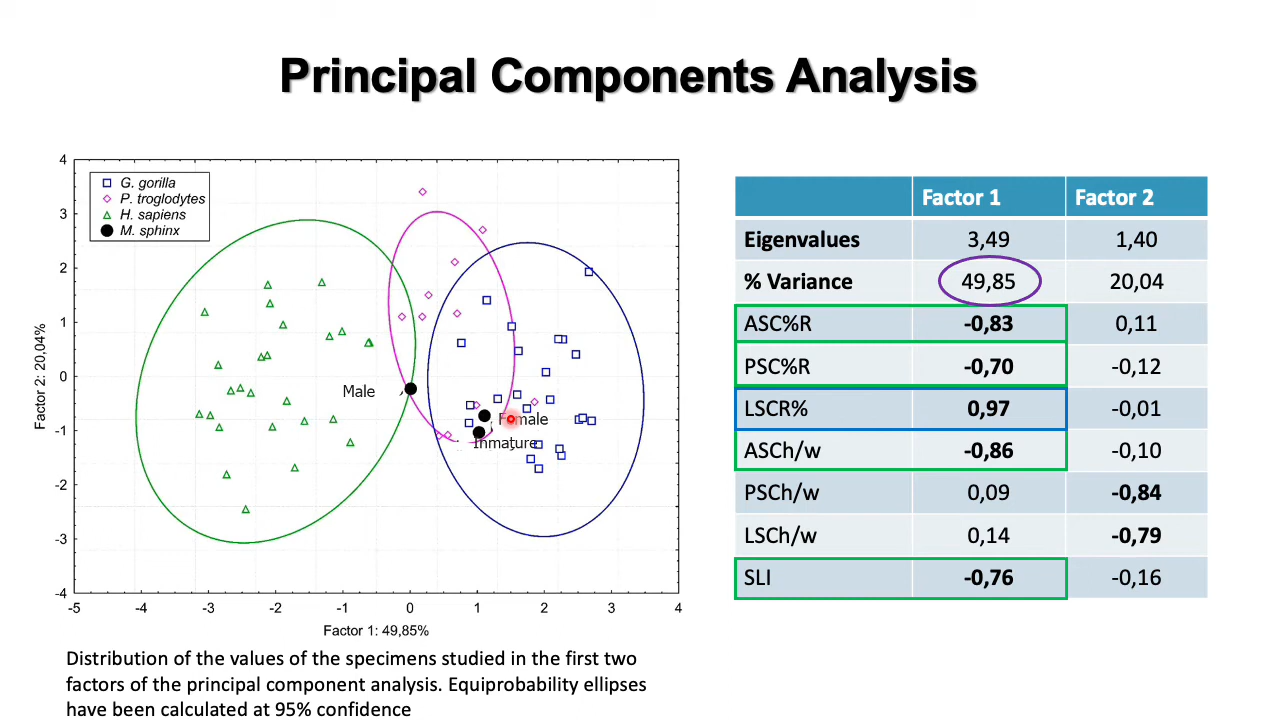 Principal Components Analysis
4
3
2
1
0
-1
-2
-3
-4
-5 -4 -3 -2 -1 0 1 2 3 4
Factor 2: 20,04%
Factor 1: 49,85%
G. gorilla
P. troglodytes
H. sapiens
M. sphinx
Male
Female
Inmature
Distribution of the values of the specimens studied in the first two
factors of the principal component analysis. Equiprobability ellipses
have been calculated at 95% confidence
Factor 1 Factor 2
Eigenvalues 3,49 1,40
% Variance 49,85 20,04
ASC%R -0,83 0,11
PSC%R -0,70 -0,12
LSCR% 0,97 -0,01
ASCh/w -0,86 -0,10
PSCh/w 0,09 -0,84
LSCh/w 0,14 -0,79
SLI -0,76 -0,16